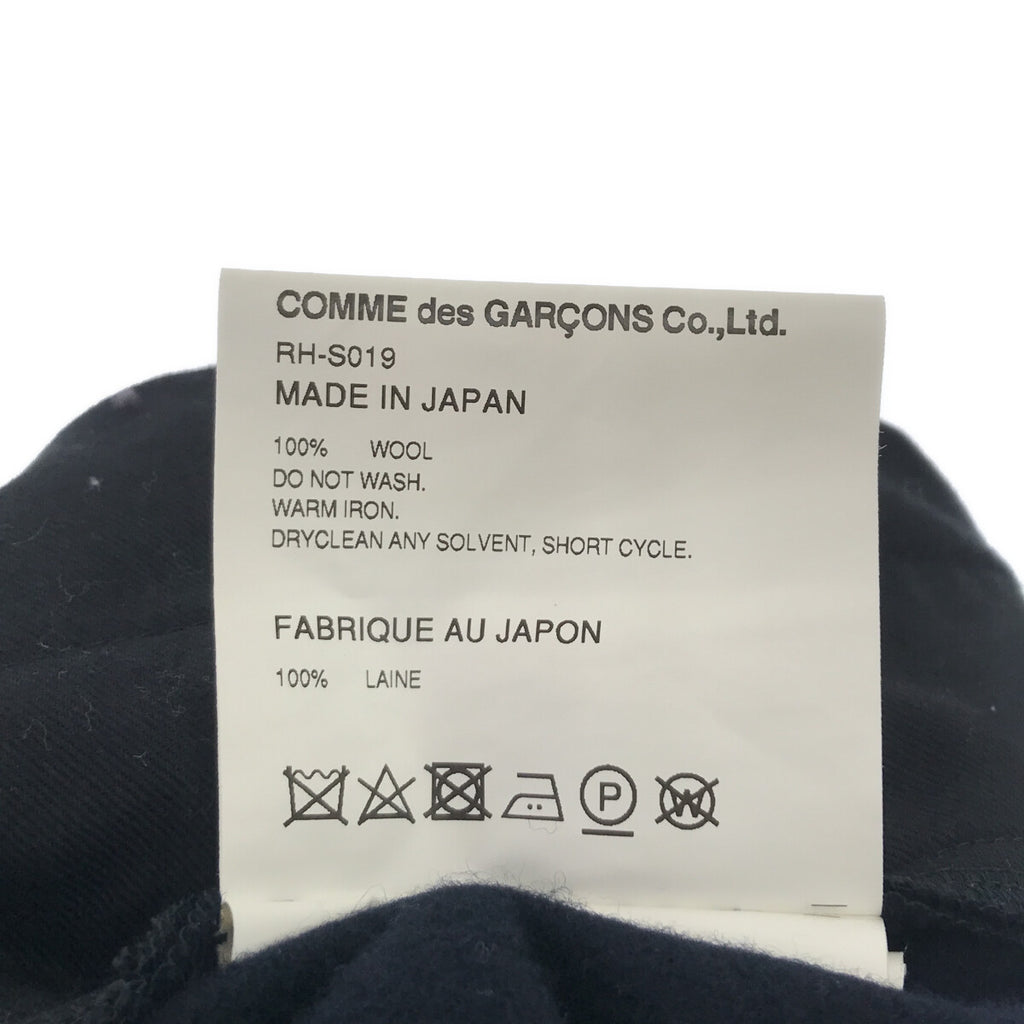 COMME des GARÇONS Co.,Ltd.
RH-S019
MADE IN JAPAN
100% WOOL
DO NOT WASH.
WARM IRON.
DRYCLEAN ANY SOLVENT, SHORT CYCLE.
FABRIQUE AU JAPON
100% LAINE
P W